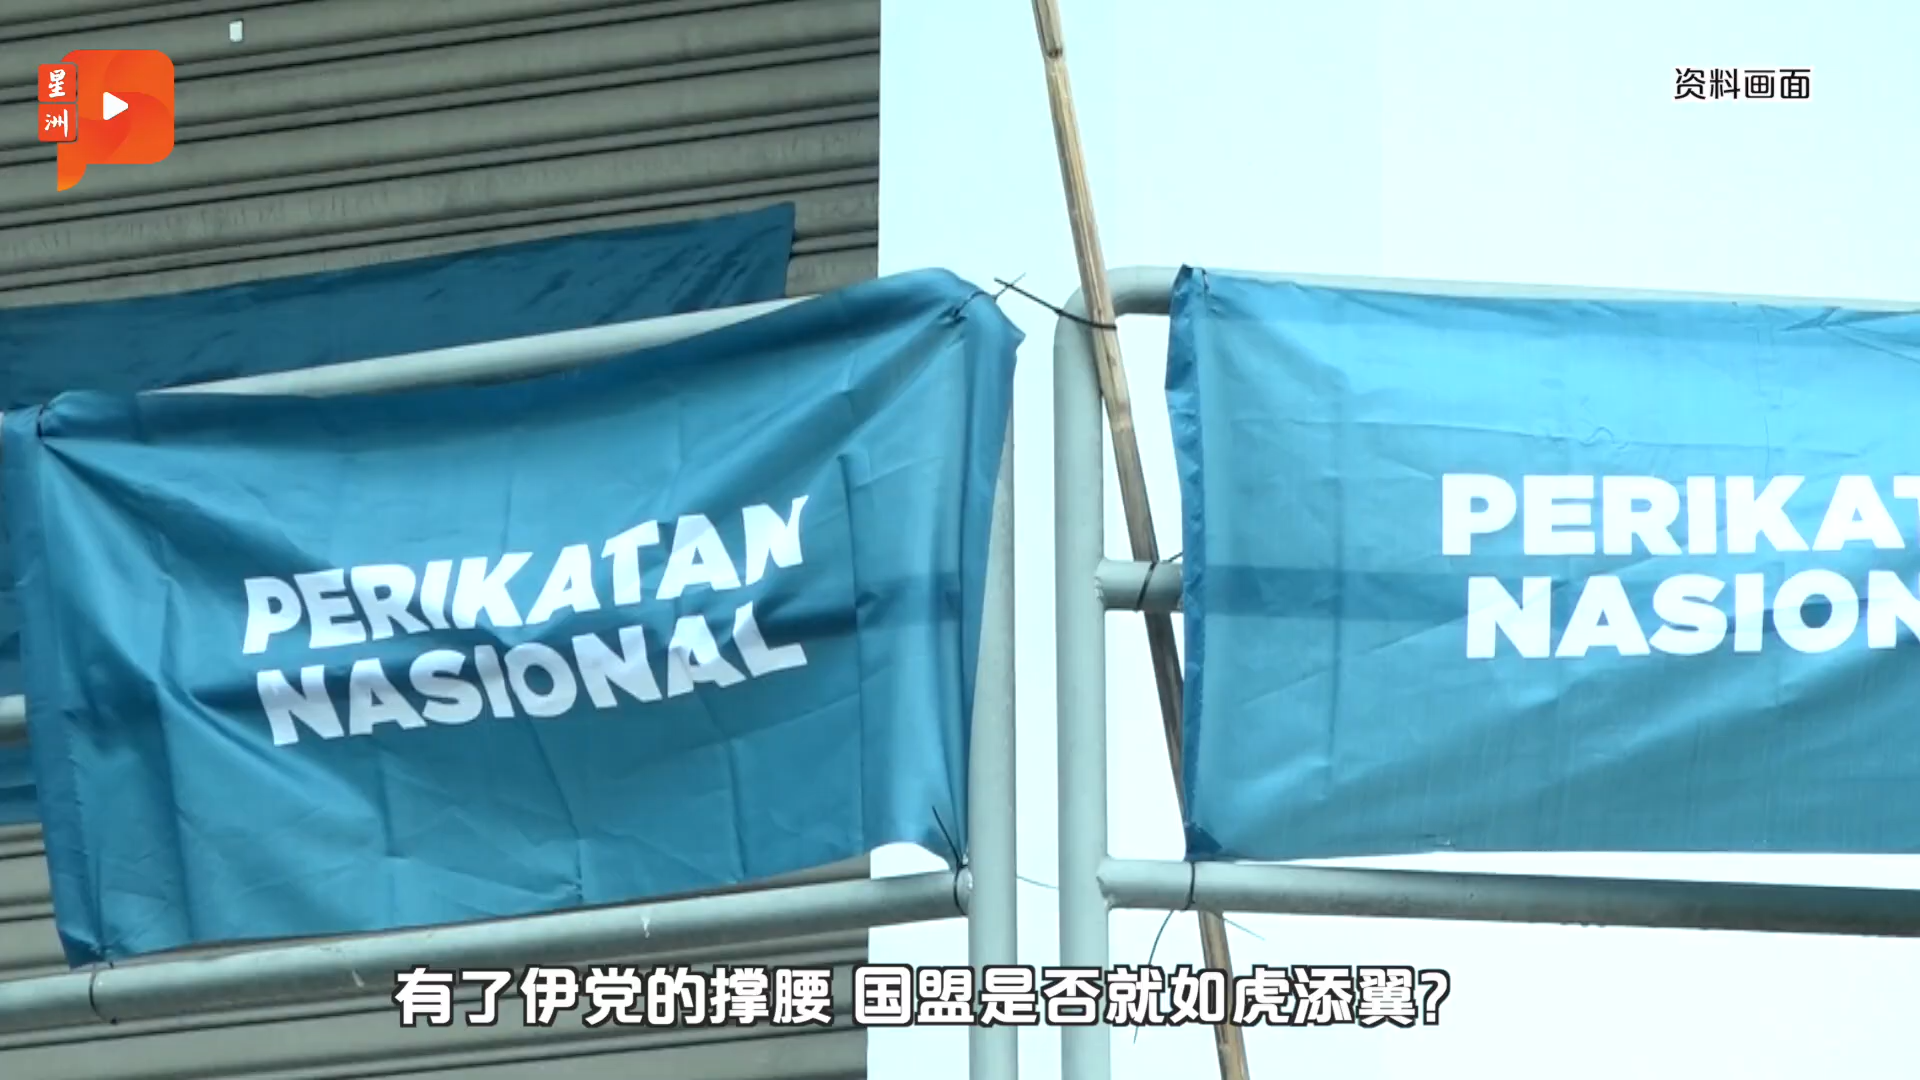 星洲
资料画面
PERIKATAN
NASIONAL
PERIKAT
NASION
有了伊党的撑腰 国盟是否就如虎添翼?